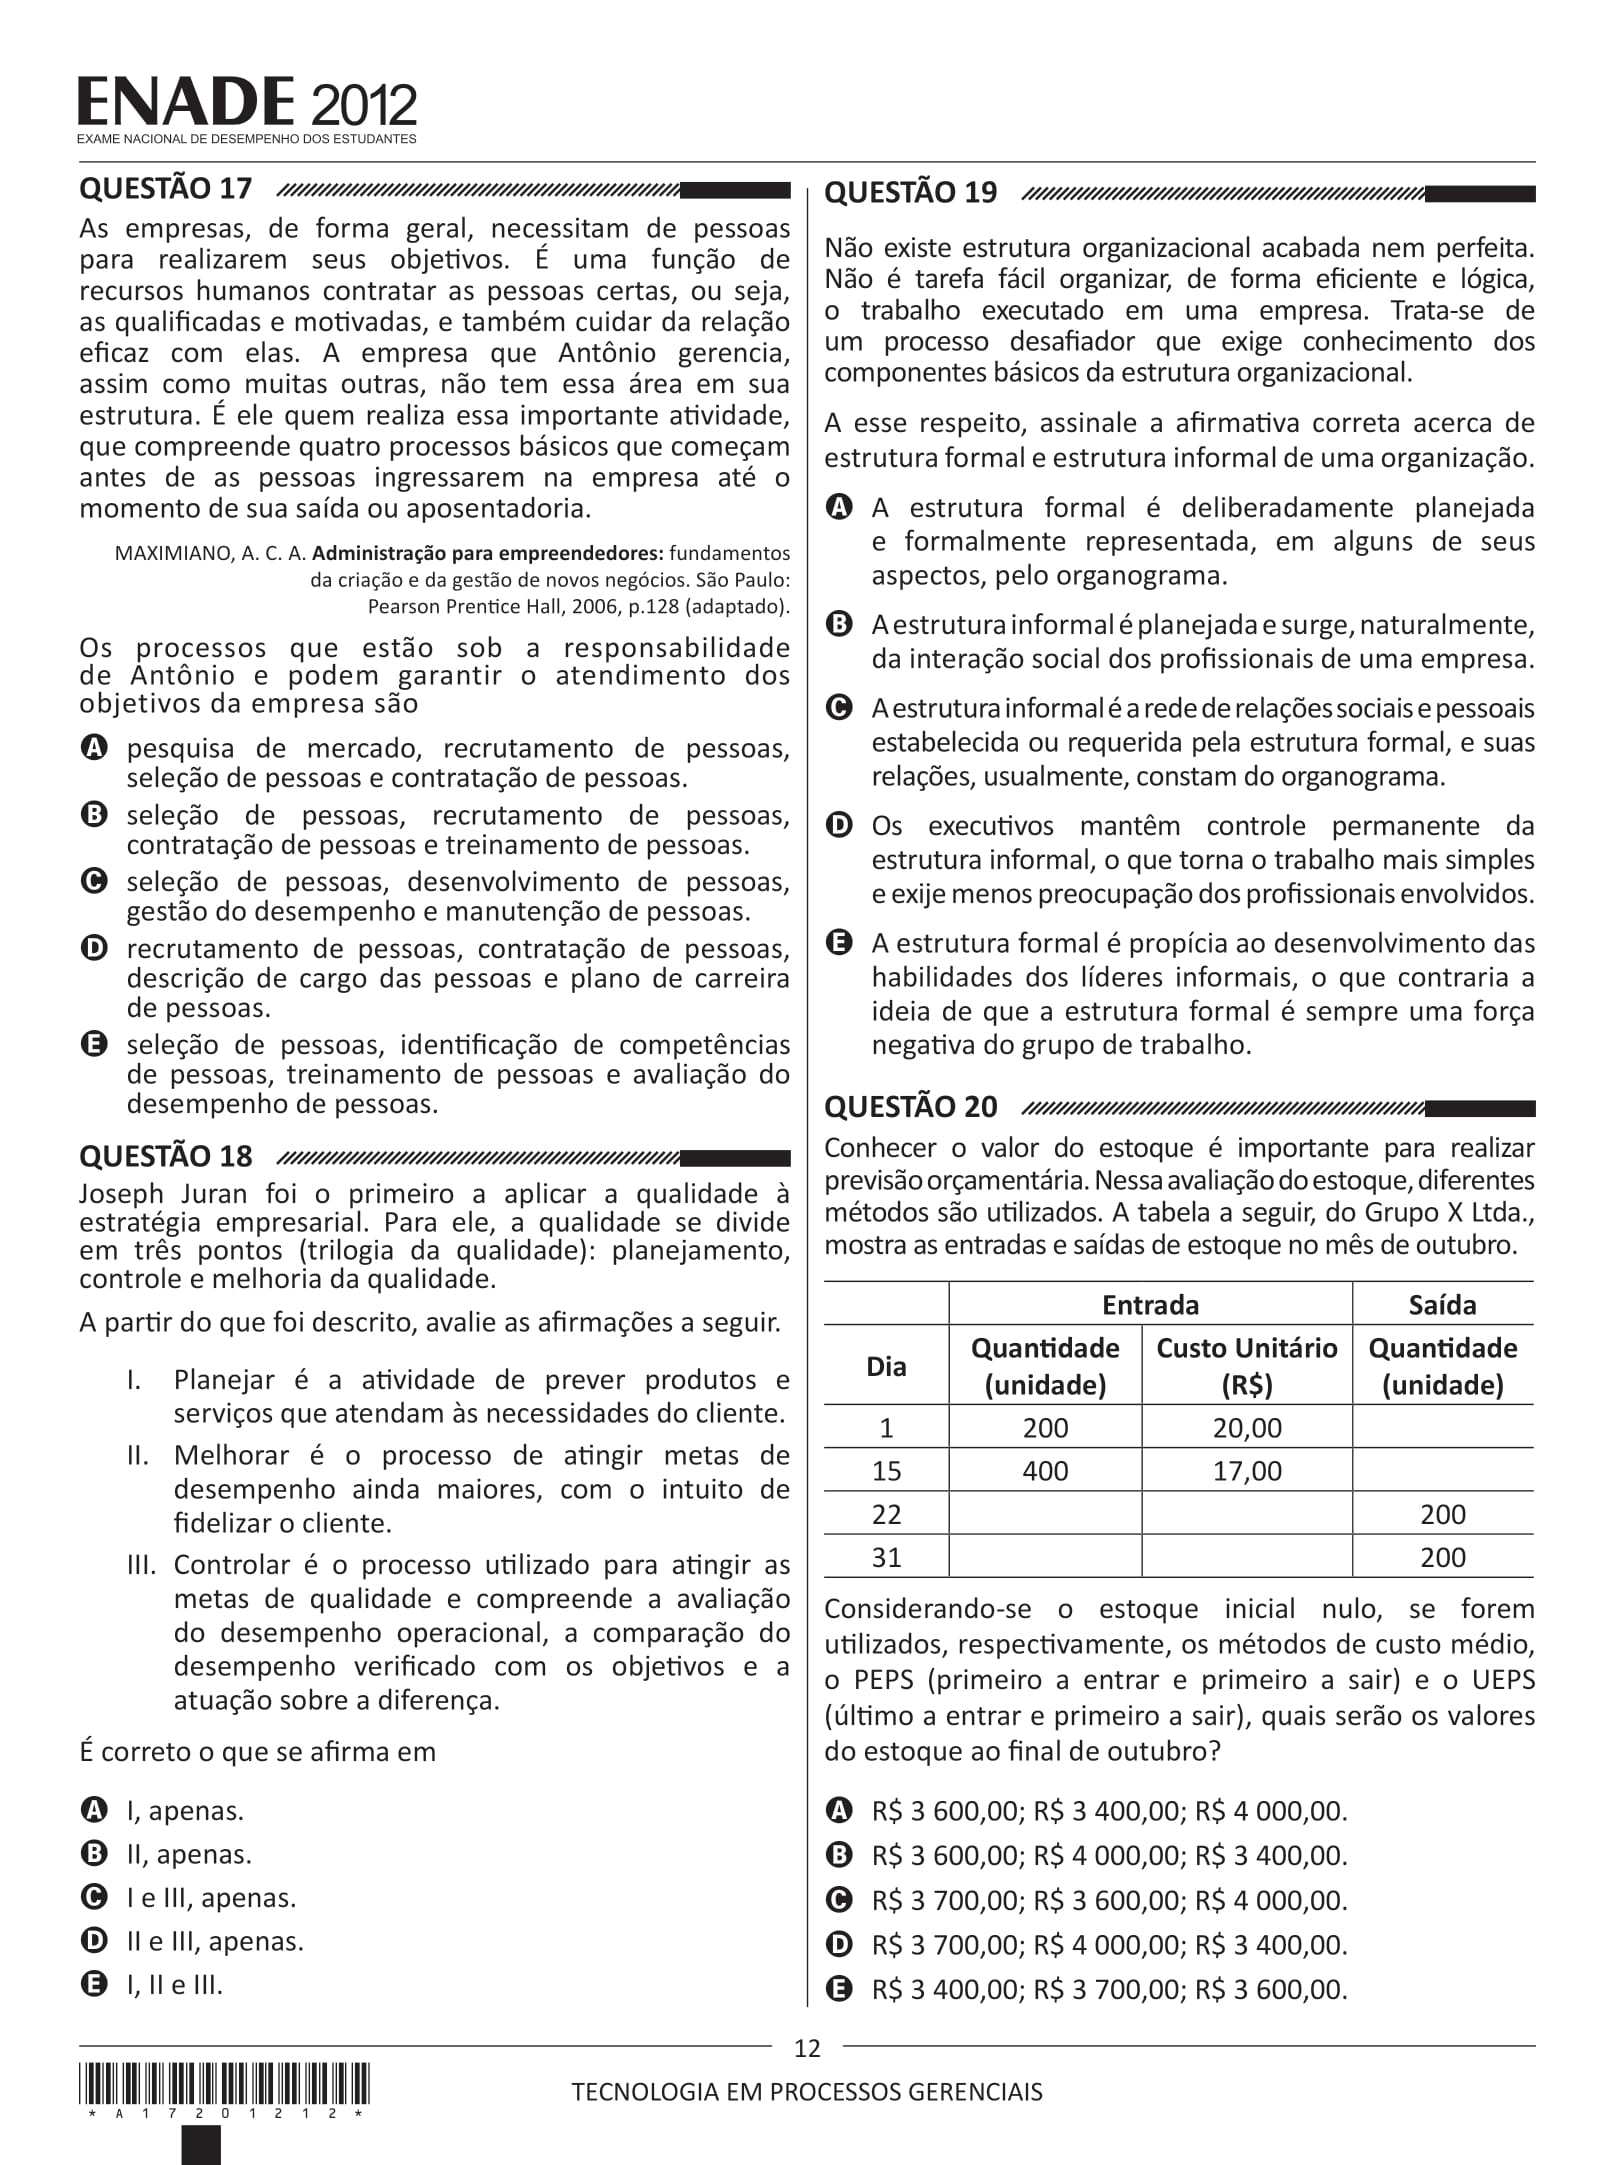 ENADE 2012
EXAME NACIONAL DE DESEMPENHO DOS ESTUDANTES
QUESTÃO 17
As empresas, de forma geral, necessitam de pessoas
para realizarem seus objetivos. É uma função de
recursos humanos contratar as pessoas certas, ou seja,
as qualificadas e motivadas, e também cuidar da relação
eficaz com elas. A empresa que Antônio gerencia,
assim como muitas outras, não tem essa área em sua
estrutura. É ele quem realiza essa importante atividade,
que compreende quatro processos básicos que começam
antes de as pessoas ingressarem na empresa até o
momento de sua saída ou aposentadoria.
MAXIMIANO, A. C. A. Administração para empreendedores: fundamentos
da criação e da gestão de novos negócios. São Paulo:
Pearson Prentice Hall, 2006, p.128 (adaptado).
Os processos que estão sob a responsabilidade
de Antônio e podem garantir o atendimento dos
objetivos da empresa são
A pesquisa de mercado, recrutamento de pessoas,
seleção de pessoas e contratação de pessoas.
B seleção de pessoas, recrutamento de pessoas,
contratação de pessoas e treinamento de pessoas.
C seleção de pessoas, desenvolvimento de pessoas,
gestão do desempenho e manutenção de pessoas.
D recrutamento de pessoas, contratação de pessoas,
descrição de cargo das pessoas e plano de carreira
de pessoas.
E seleção de pessoas, identificação de competências
de pessoas, treinamento de pessoas e avaliação do
desempenho de pessoas.
QUESTÃO 18
Joseph Juran foi o primeiro a aplicar a qualidade à
estratégia empresarial. Para ele, a qualidade se divide
em três pontos (trilogia da qualidade): planejamento,
controle e melhoria da qualidade.
A partir do que foi descrito, avalie as afirmações a seguir.
I. Planejar é a atividade de prever produtos e
serviços que atendam às necessidades do cliente.
II. Melhorar é o processo de atingir metas de
desempenho ainda maiores, com o intuito de
fidelizar o cliente.
III. Controlar é o processo utilizado para atingir as
metas de qualidade e compreende a avaliação
do desempenho operacional, a comparação do
desempenho verificado com os objetivos e a
atuação sobre a diferença.
É correto o que se afirma em
A I, apenas.
B II, apenas.
C I e III, apenas.
D II e III, apenas.
E I, II e III.
QUESTÃO 19
Não existe estrutura organizacional acabada nem perfeita.
Não é tarefa fácil organizar, de forma eficiente e lógica,
o trabalho executado em uma empresa. Trata-se de
um processo desafiador que exige conhecimento dos
componentes básicos da estrutura organizacional.
A esse respeito, assinale a afirmativa correta acerca de
estrutura formal e estrutura informal de uma organização.
A A estrutura formal é deliberadamente planejada
e formalmente representada, em alguns de seus
aspectos, pelo organograma.
B A estrutura informal é planejada e surge, naturalmente,
da interação social dos profissionais de uma empresa.
C A estrutura informal é a rede de relações sociais e pessoais
estabelecida ou requerida pela estrutura formal, e suas
relações, usualmente, constam do organograma.
D Os executivos mantêm controle permanente da
estrutura informal, o que torna o trabalho mais simples
e exije menos preocupação dos profissionais envolvidos.
E A estrutura formal é propícia ao desenvolvimento das
habilidades dos líderes informais, o que contraria a
ideia de que a estrutura formal é sempre uma força
negativa do grupo de trabalho.
QUESTÃO 20
Conhecer o valor do estoque é importante para realizar
previsão orçamentária. Nessa avaliação do estoque, diferentes
métodos são utilizados. A tabela a seguir, do Grupo X Ltda.,
mostra as entradas e saídas de estoque no mês de outubro.
Entrada Saída
Dia Quantidade (unidade) Custo Unitário (R$) Quantidade (unidade)
1 200 20,00
15 400 17,00
22 200
31 200
Considerando-se o estoque inicial nulo, se forem
utilizados, respectivamente, os métodos de custo médio,
o PEPS (primeiro a entrar e primeiro a sair) e o UEPS
(último a entrar e primeiro a sair), quais serão os valores
do estoque ao final de outubro?
A R$ 3 600,00; R$ 3 400,00; R$ 4 000,00.
B R$ 3 600,00; R$ 4 000,00; R$ 3 400,00.
C R$ 3 700,00; R$ 3 600,00; R$ 4 000,00.
D R$ 3 700,00; R$ 4 000,00; R$ 3 400,00.
E R$ 3 400,00; R$ 3 700,00; R$ 3 600,00.
12
TECNOLOGIA EM PROCESSOS GERENCIAIS
* A 1 7 2 0 1 2 1 2 *